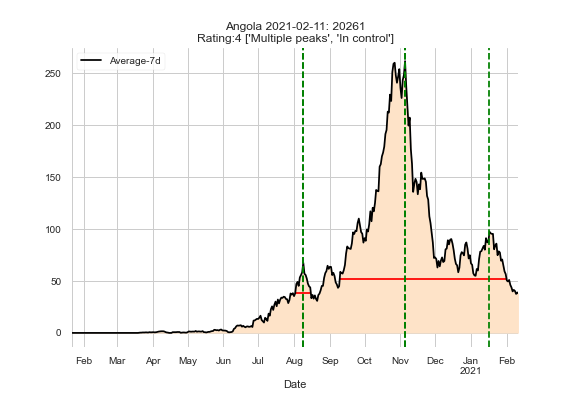 Angola 2021-02-11: 20261
Rating:4 ['Multiple peaks', 'In control']
Average-7d
250
200
150
100
50
0
Feb Mar Apr May Jun Jul Aug Sep Oct Nov Dec Jan Feb
2021
Date